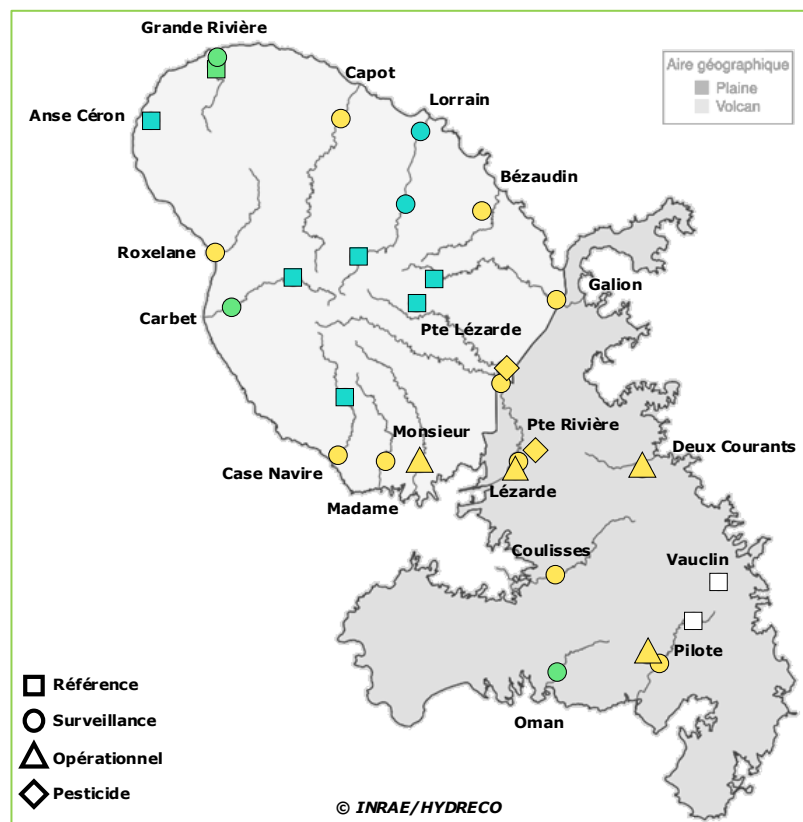 Grande Rivière
Capot
Aire géographique
Plaine
Volcan
Anse Céron
Lorrain
Bézaudin
Roxelane
Galion
Carbet
Pte Lézarde
Monsieur
Pte Rivière
Deux Courants
Case Navire
Lézarde
Madame
Coulisses
Vauclin
Pilote
Référence
Surveillance
Oman
Opérationnel
Pesticide
© INRAE/HYDRECO